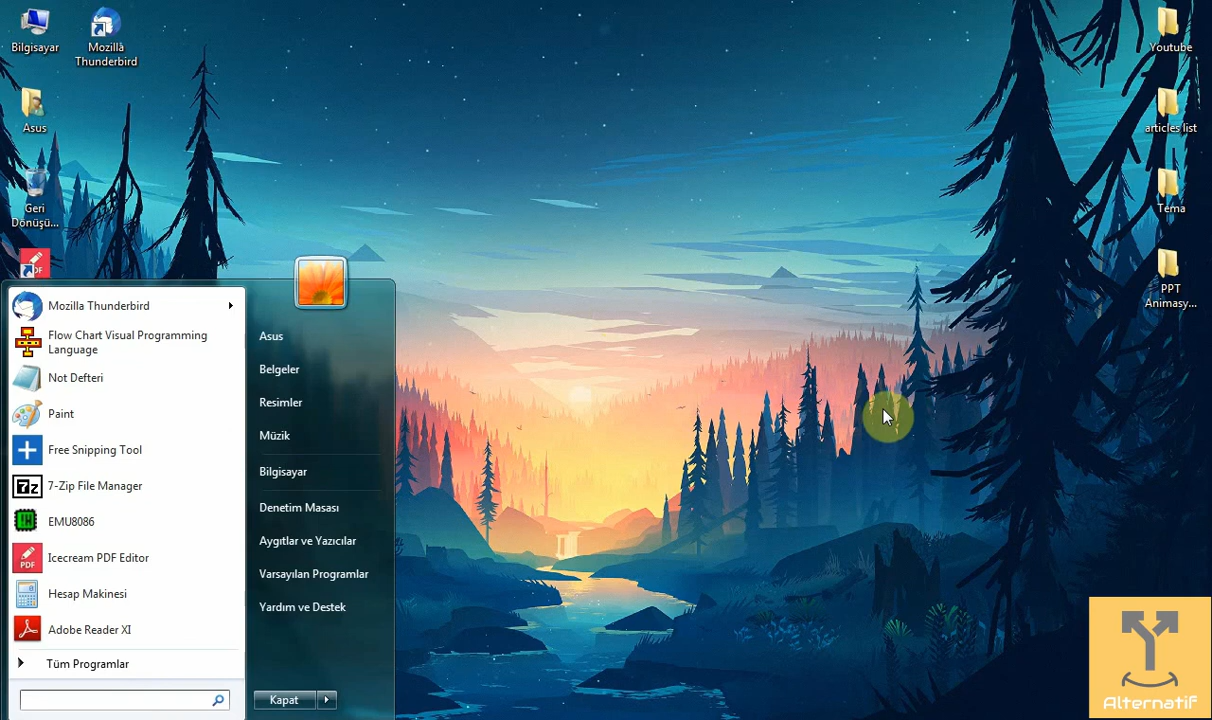 Bilgisayar
Mozilla
Thunderbird
Asus
Geri
Dönüşü...
Mozilla Thunderbird
Flow Chart Visual Programming
Language
Not Defteri
Paint
Free Snipping Tool
7-Zip File Manager
EMU8086
Icecream PDF Editor
Hesap Makinesi
Adobe Reader XI
Tüm Programlar
Asus
Belgeler
Resimler
Müzik
Bilgisayar
Denetim Masası
Aygıtlar ve Yazıcılar
Varsayılan Programlar
Yardım ve Destek
Kapat
Youtube
articles list
Tema
PPT
Animasy...
Alternatif